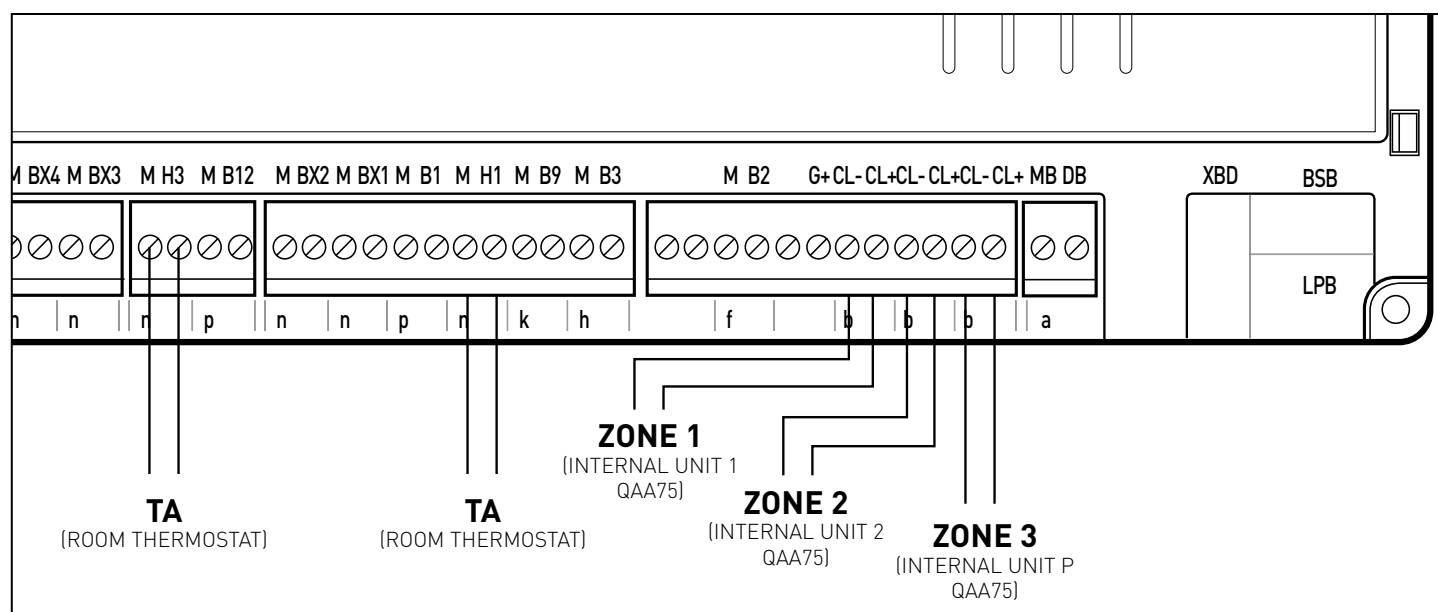 M BX4 M BX3 M H3 M B12 M BX2 M BX1 M B1 M H1 M B9 M B3 M B2 G+ CL- CL+ CL- CL+ CL- CL+ MB DB XBD BSB
LPB
n n n p n n p n k h f b b b a
ZONE 1
(INTERNAL UNIT 1
QAA75)
ZONE 2
(INTERNAL UNIT 2
QAA75)
TA
(ROOM THERMOSTAT)
TA
(ROOM THERMOSTAT)
ZONE 3
(INTERNAL UNIT P
QAA75)